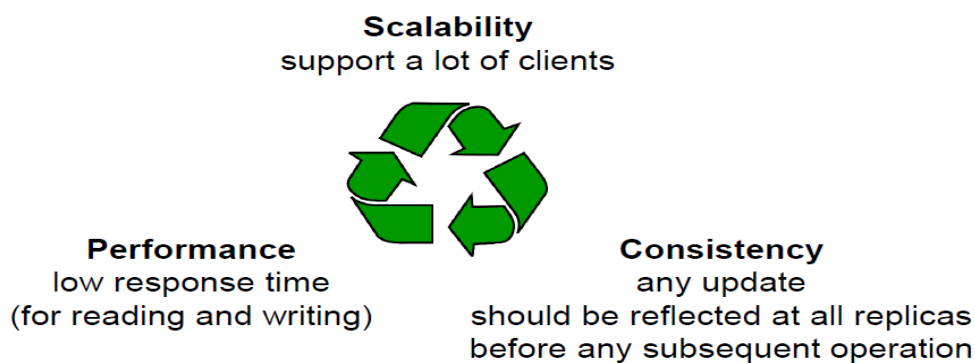 Scalability
support a lot of clients
Performance
low response time
(for reading and writing)
Consistency
any update
should be reflected at all replicas
before any subsequent operation